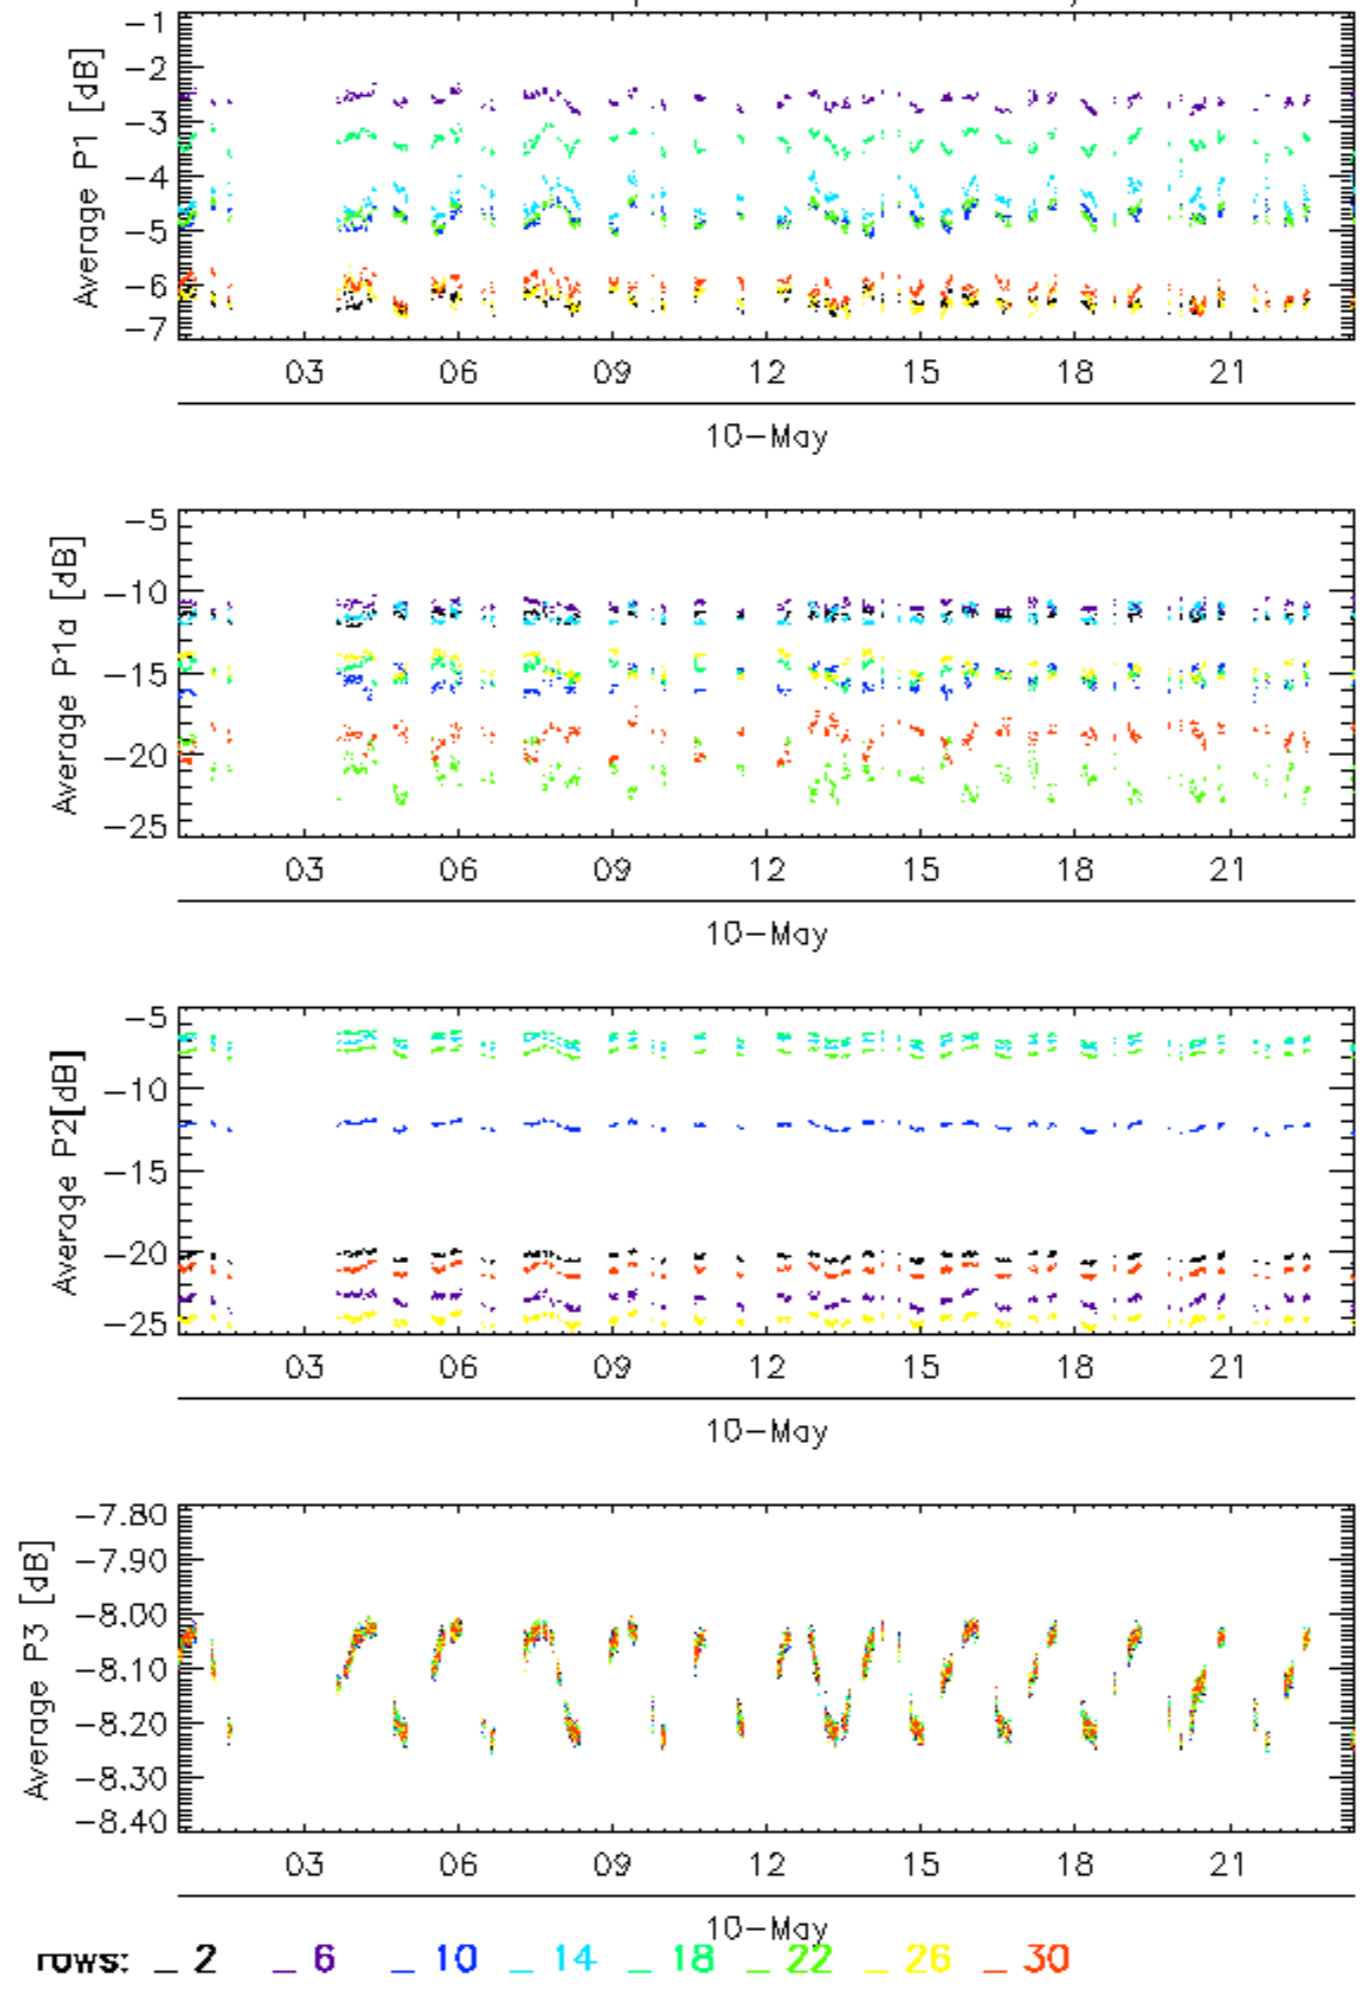 Average P1 [dB]
−1
−2
−3
−4
−5
−6
−7
03 06 09 12 15 18 21
10−May
Average P1a [dB]
−5
−10
−15
−20
−25
03 06 09 12 15 18 21
10−May
Average P2[dB]
−5
−10
−15
−20
−25
03 06 09 12 15 18 21
10−May
Average P3 [dB]
−7.80
−7.90
−8.00
−8.10
−8.20
−8.30
−8.40
03 06 09 12 15 18 21
10−May
rows: _ 2 _ 6 _ 10 _ 14 _ 18 _ 22 _ 26 _ 30